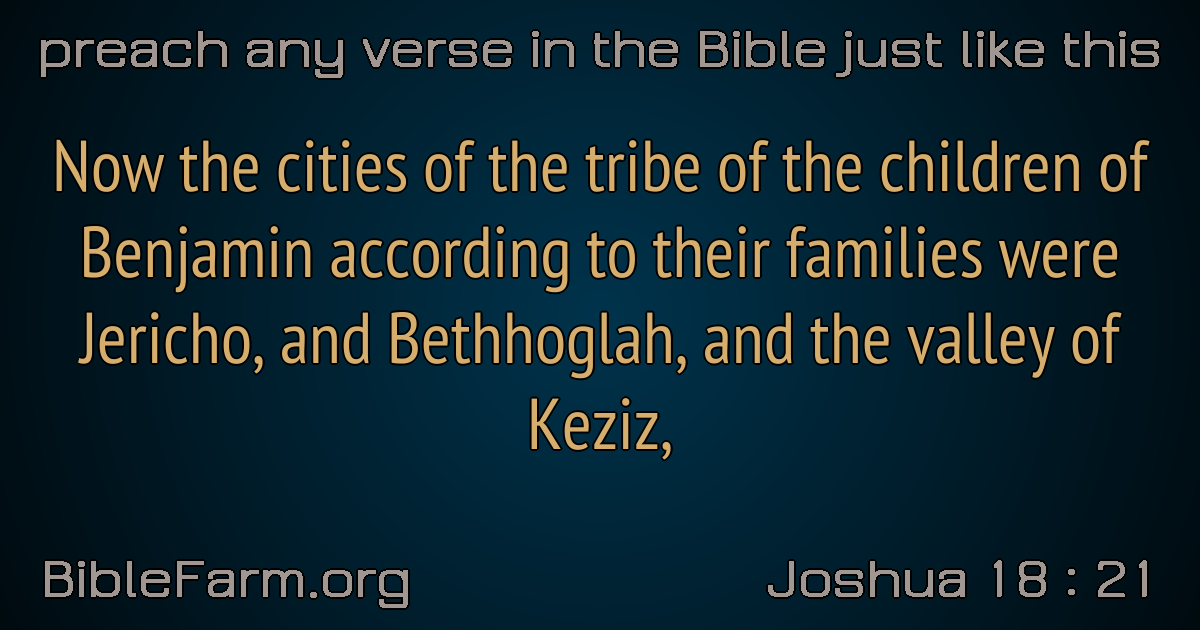 preach any verse in the Bible just like this
Now the cities of the tribe of the children of
Benjamin according to their families were
Jericho, and Bethhoglah, and the valley of
Keziz,
BibleFarm.org
Joshua 18 : 21